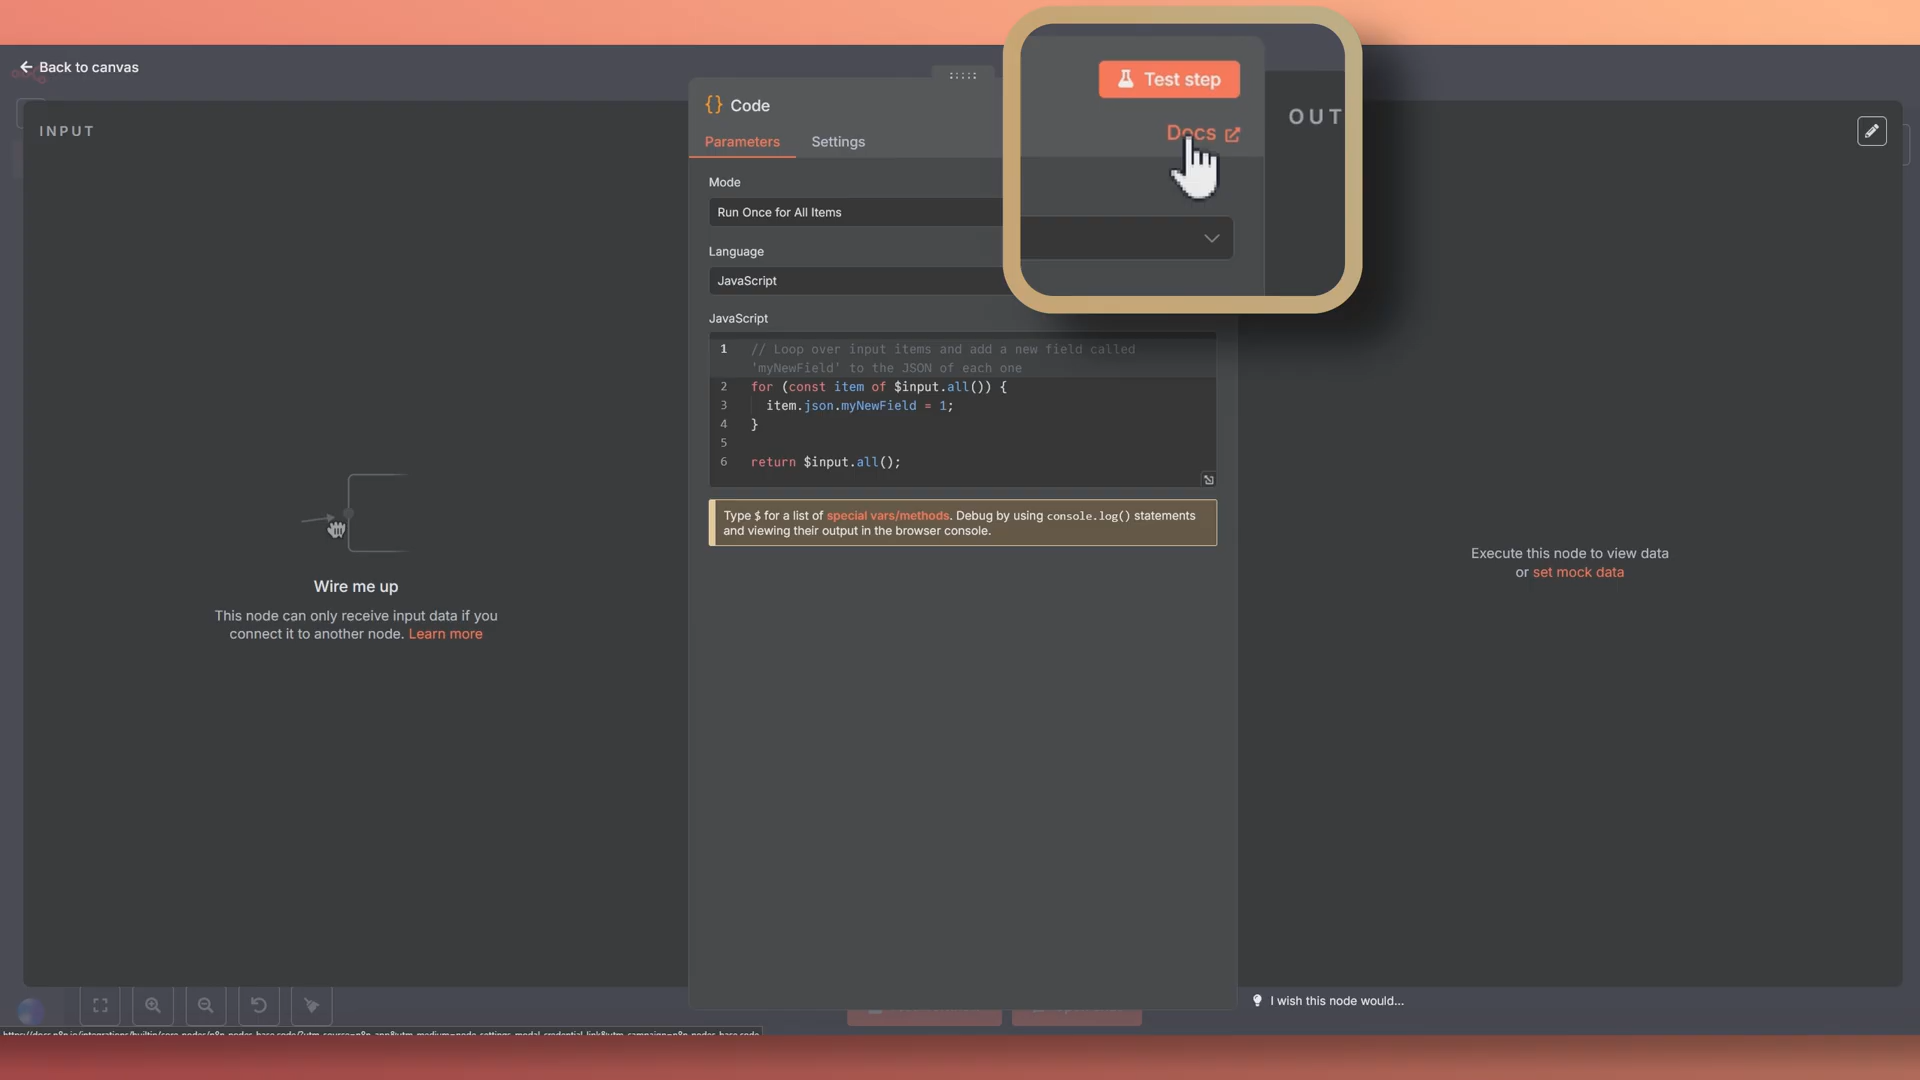 Back to canvas
INPUT
{} Code
Test step
Docs
OUT
Parameters
Settings
Mode
Run Once for All Items
Language
JavaScript
JavaScript
1 // Loop over input items and add a new field called
'myNewField' to the JSON of each one
2 for (const item of $input.all()) {
3 item.json.myNewField = 1;
4 }
5
6 return $input.all();
Type $ for a list of special vars/methods. Debug by using console.log() statements
and viewing their output in the browser console.
Wire me up
This node can only receive input data if you
connect it to another node. Learn more
Execute this node to view data
or set mock data
I wish this node would...